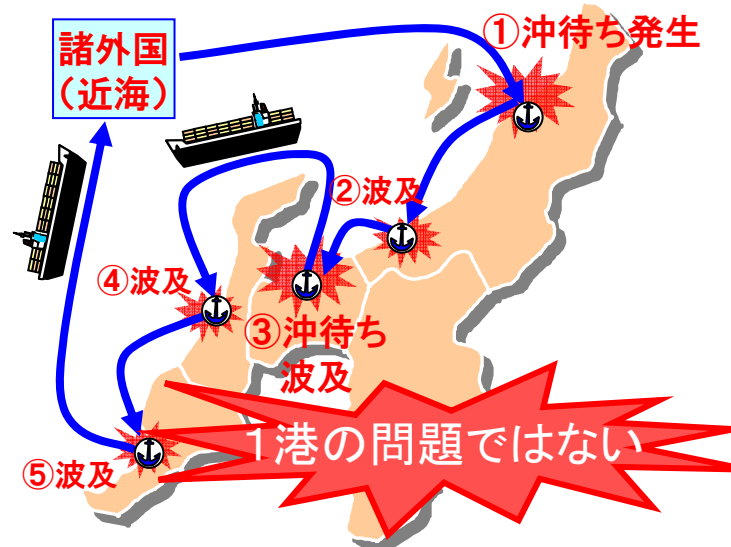 諸外国
（近海）
①沖待ち発生
②波及
③沖待ち
波及
④波及
⑤波及
１港の問題ではない